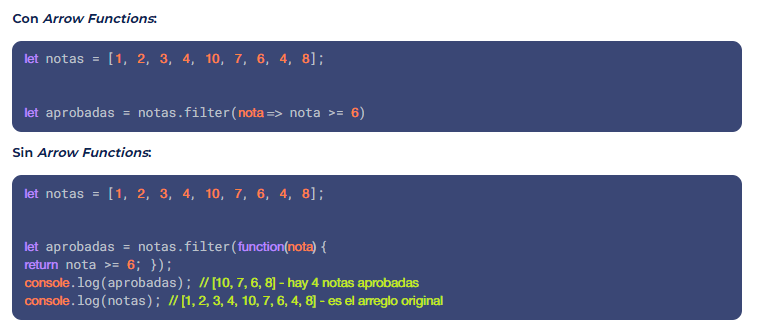 Con Arrow Functions:
let notas = [1, 2, 3, 4, 10, 7, 6, 4, 8];
let aprobadas = notas.filter(nota => nota >= 6)
Sin Arrow Functions:
let notas = [1, 2, 3, 4, 10, 7, 6, 4, 8];
let aprobadas = notas.filter(function(nota) {
return nota >= 6; });
console.log(aprobadas); // [10, 7, 6, 8] - hay 4 notas aprobadas
console.log(notas); // [1, 2, 3, 4, 10, 7, 6, 4, 8] - es el arreglo original